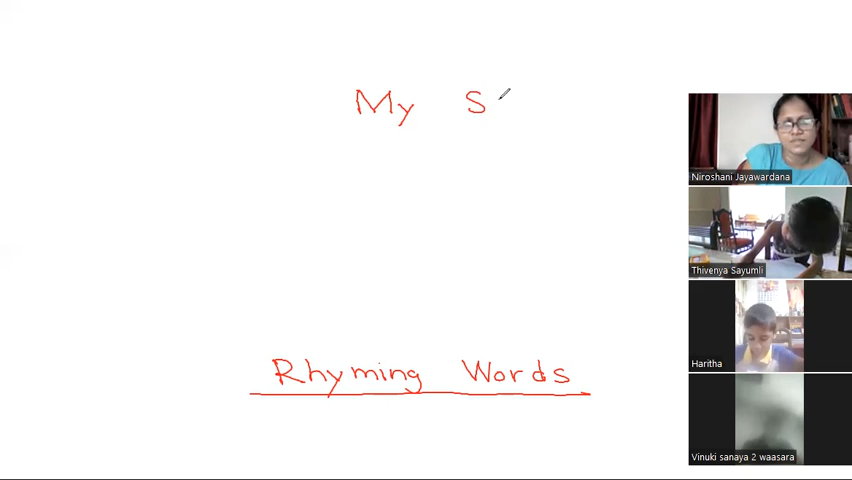 My S
Rhyming Words
Niroshani Jayawardana
Thivenya Sayumli
Haritha
Vinuki sanaya 2 waasara